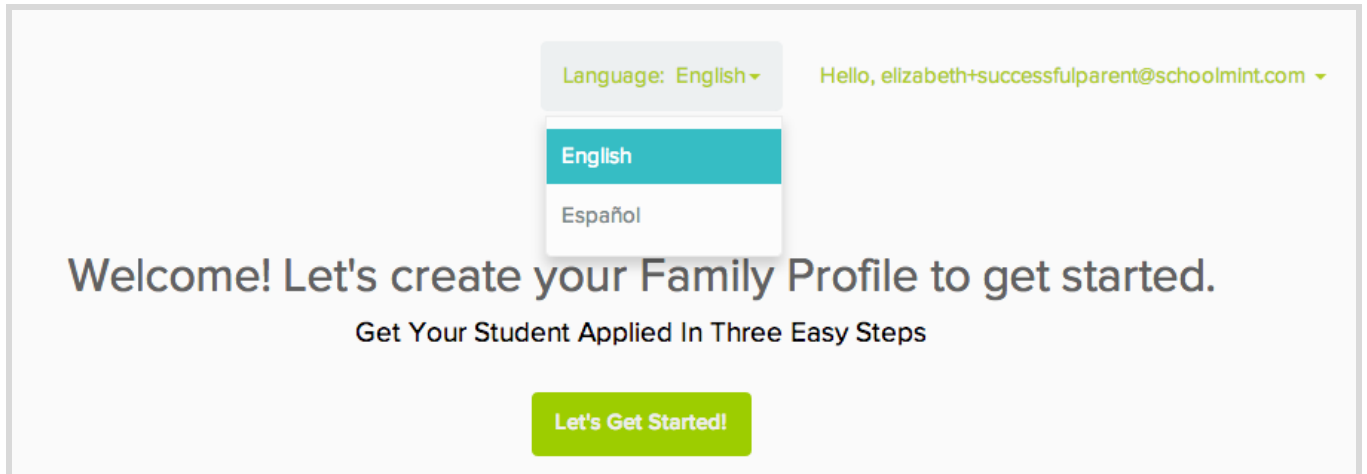 Language: English
Hello, elizabeth+successfulparent@schoolmint.com
English
Español
Welcome! Let's create your Family Profile to get started.
Get Your Student Applied In Three Easy Steps
Let's Get Started!